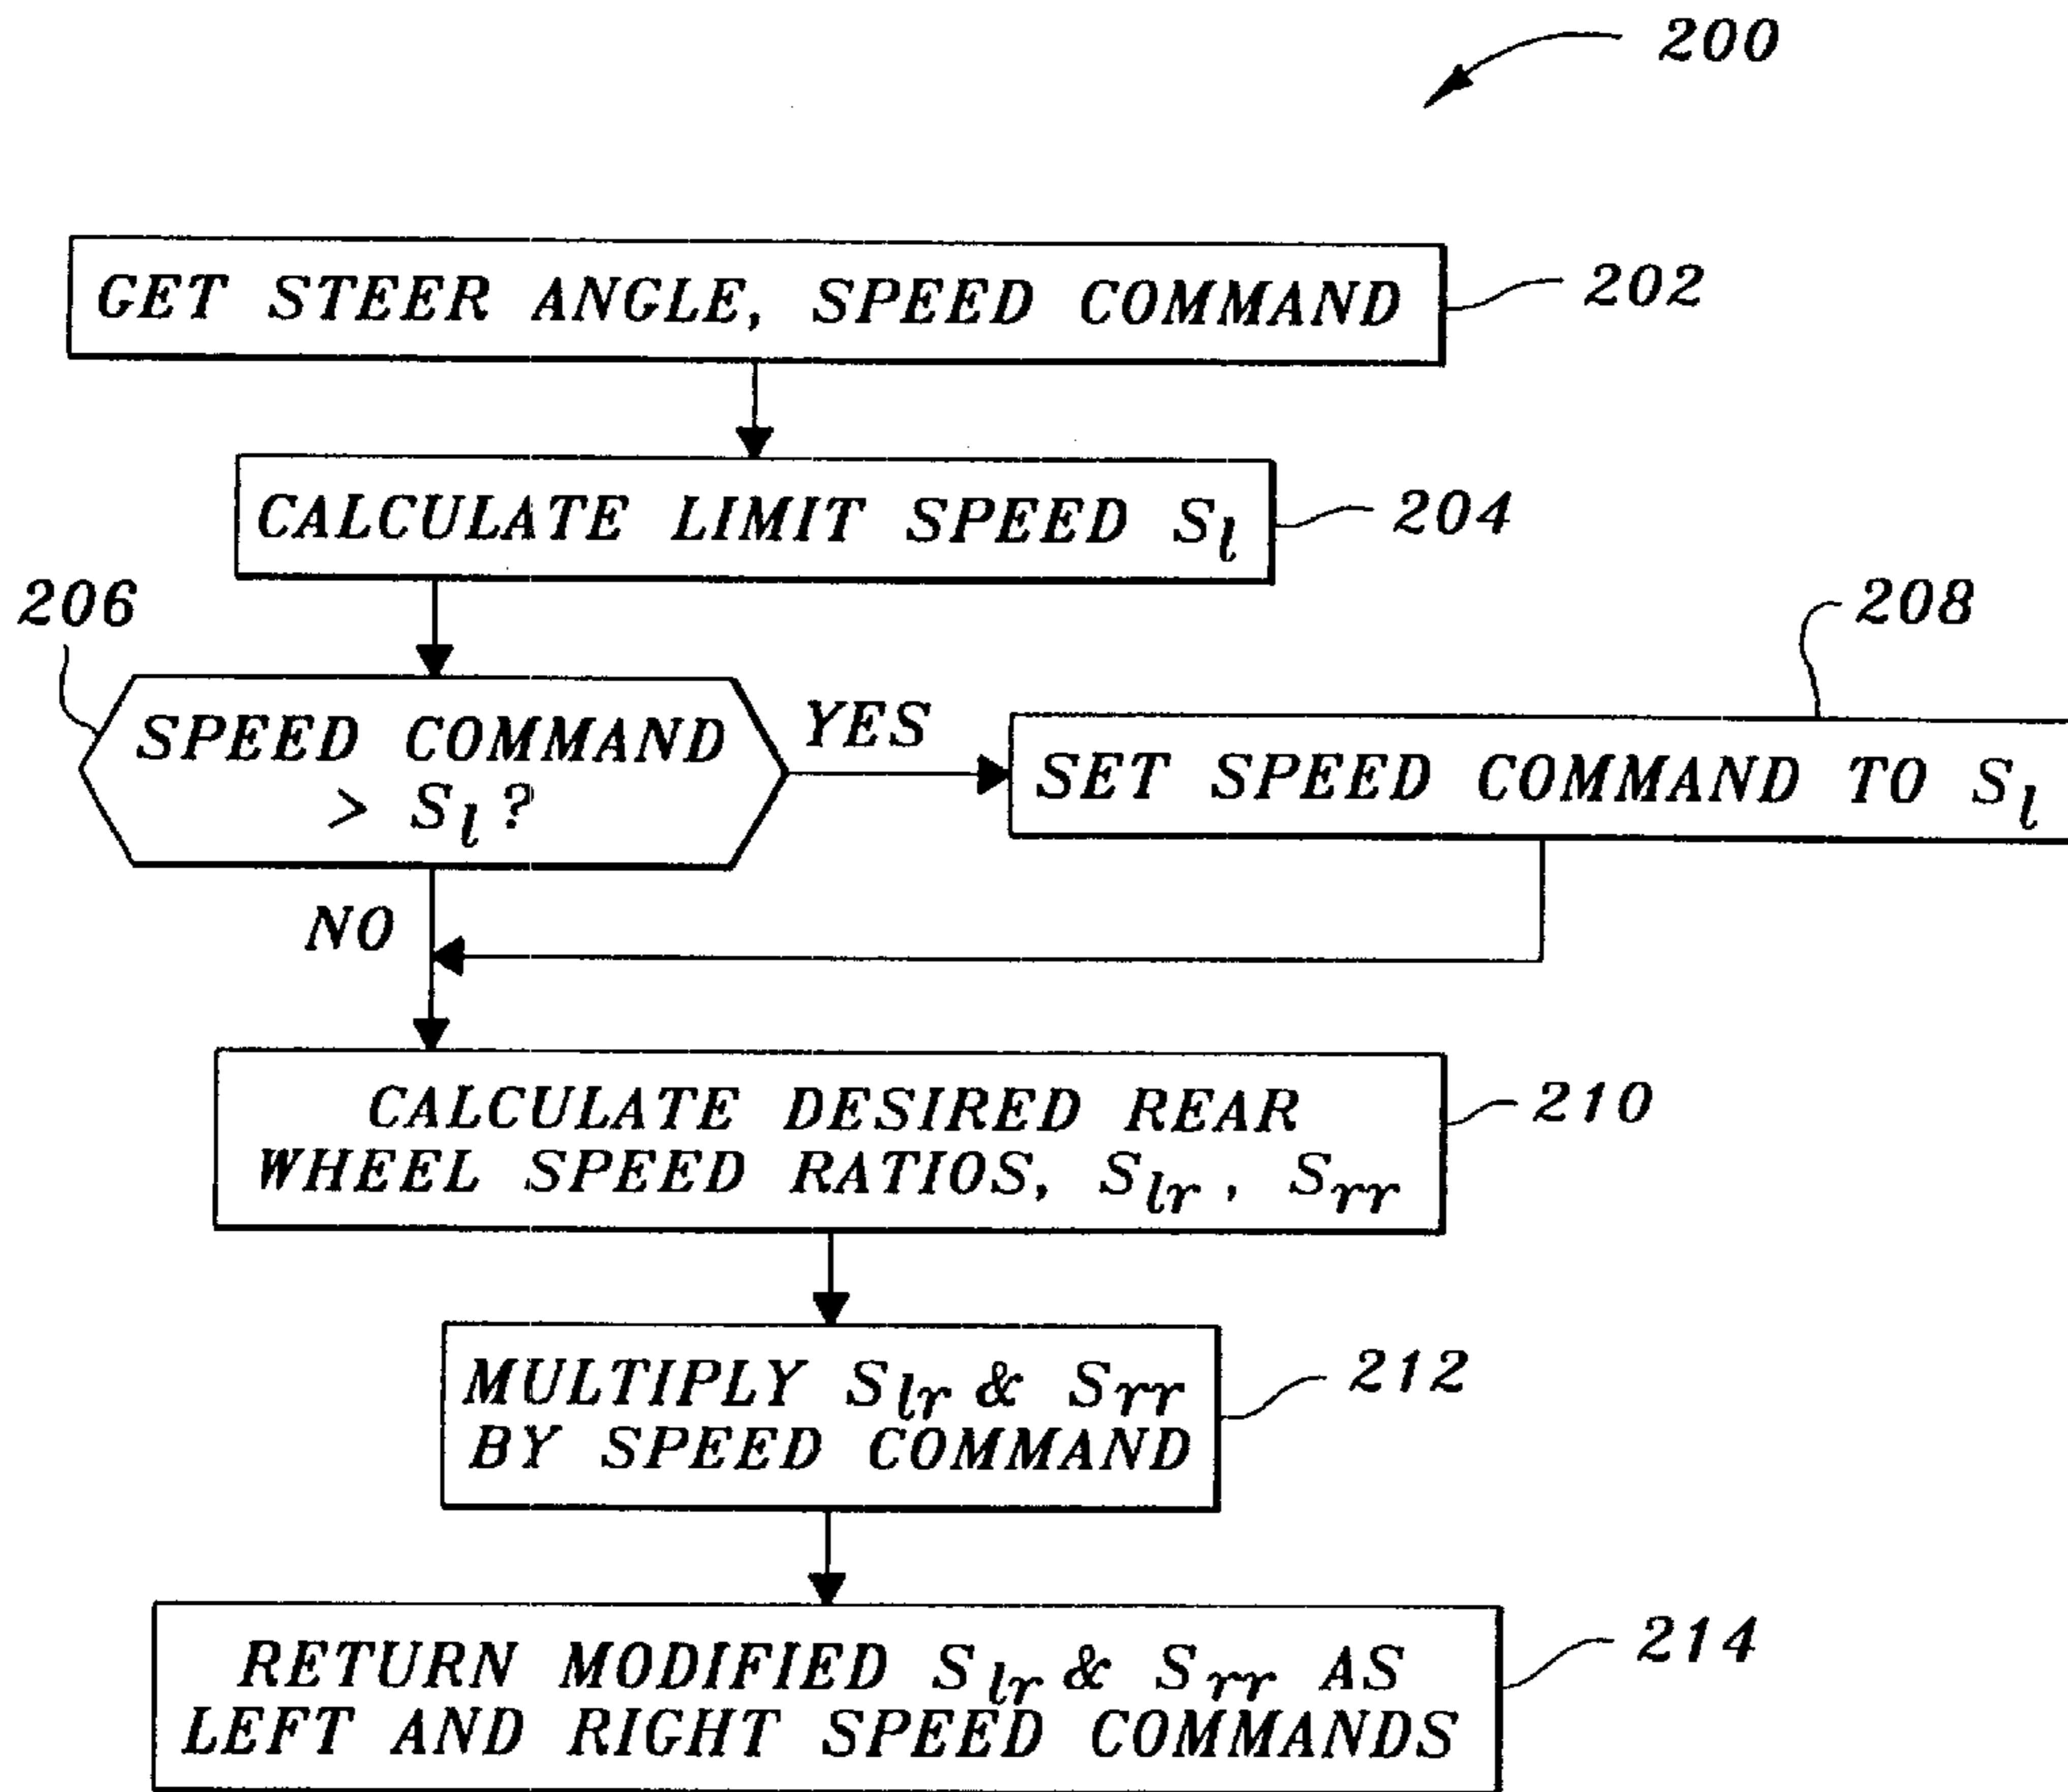 200
GET STEER ANGLE, SPEED COMMAND
202
CALCULATE LIMIT SPEED Sl
204
206
SPEED COMMAND
> Sl?
YES
208
SET SPEED COMMAND TO Sl
NO
CALCULATE DESIRED REAR
WHEEL SPEED RATIOS, Slr, Srr
210
MULTIPLY Slr & Srr
BY SPEED COMMAND
212
RETURN MODIFIED Slr & Srr AS
LEFT AND RIGHT SPEED COMMANDS
214